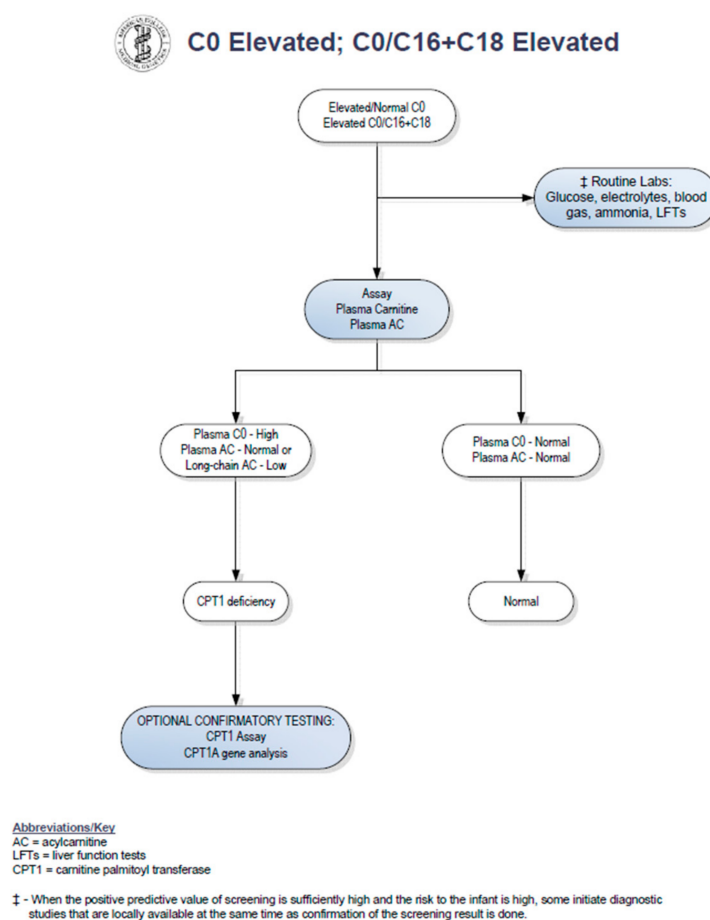 C0 Elevated; C0/C16+C18 Elevated
Elevated/Normal C0
Elevated C0/C16+C18
‡ Routine Labs:
Glucose, electrolytes, blood
gas, ammonia, LFTs
Assay
Plasma Carnitine
Plasma AC
Plasma C0 - High
Plasma AC - Normal or
Long-chain AC - Low
Plasma C0 - Normal
Plasma AC - Normal
CPT1 deficiency
Normal
OPTIONAL CONFIRMATORY TESTING:
CPT1 Assay
CPT1A gene analysis
Abbreviations/Key
AC = acylcarnitine
LFTs = liver function tests
CPT1 = carnitine palmitoyl transferase
‡ - When the positive predictive value of screening is sufficiently high and the risk to the infant is high, some initiate diagnostic
studies that are locally available at the same time as confirmation of the screening result is done.